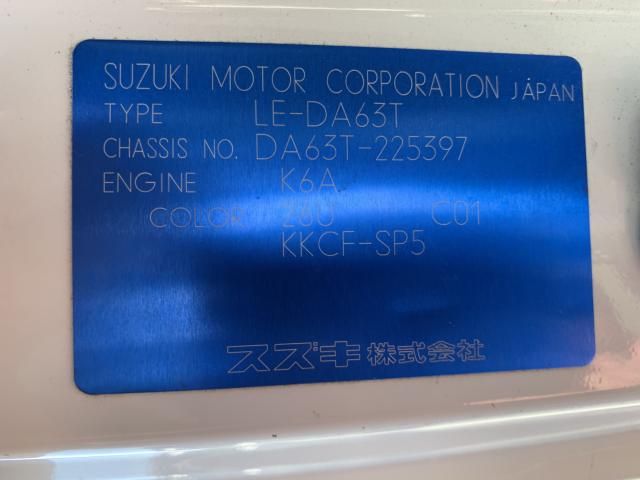 SUZUKI MOTOR CORPORATION JAPAN
TYPE LE-DA63T
CHASSIS NO. DA63T-225397
ENGINE K6A
COLOR 26U C01
KKCF-SP5
スズキ株式会社